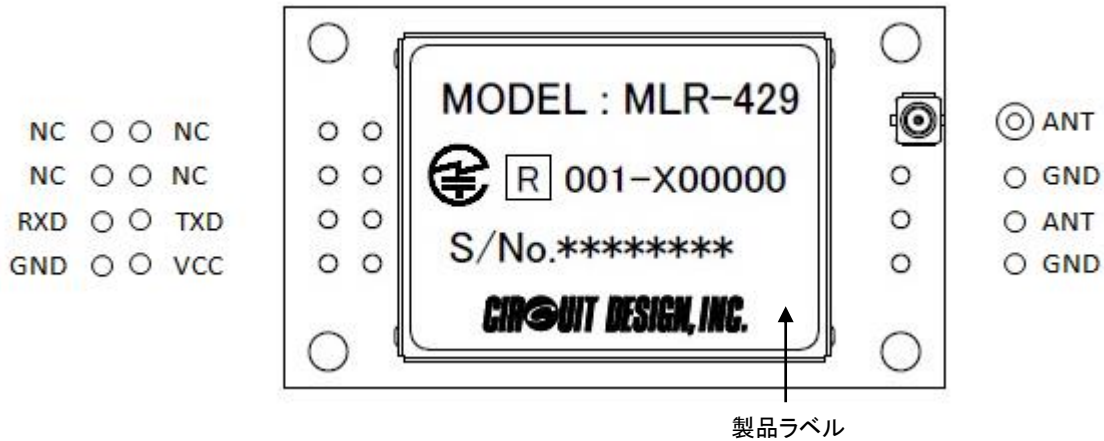 MODEL : MLR-429
NC NC
NC NC
RXD TXD
GND VCC
R 001-X00000
S/No.********
CIRCUIT DESIGN, INC.
ANT
GND
ANT
GND
製品ラベル